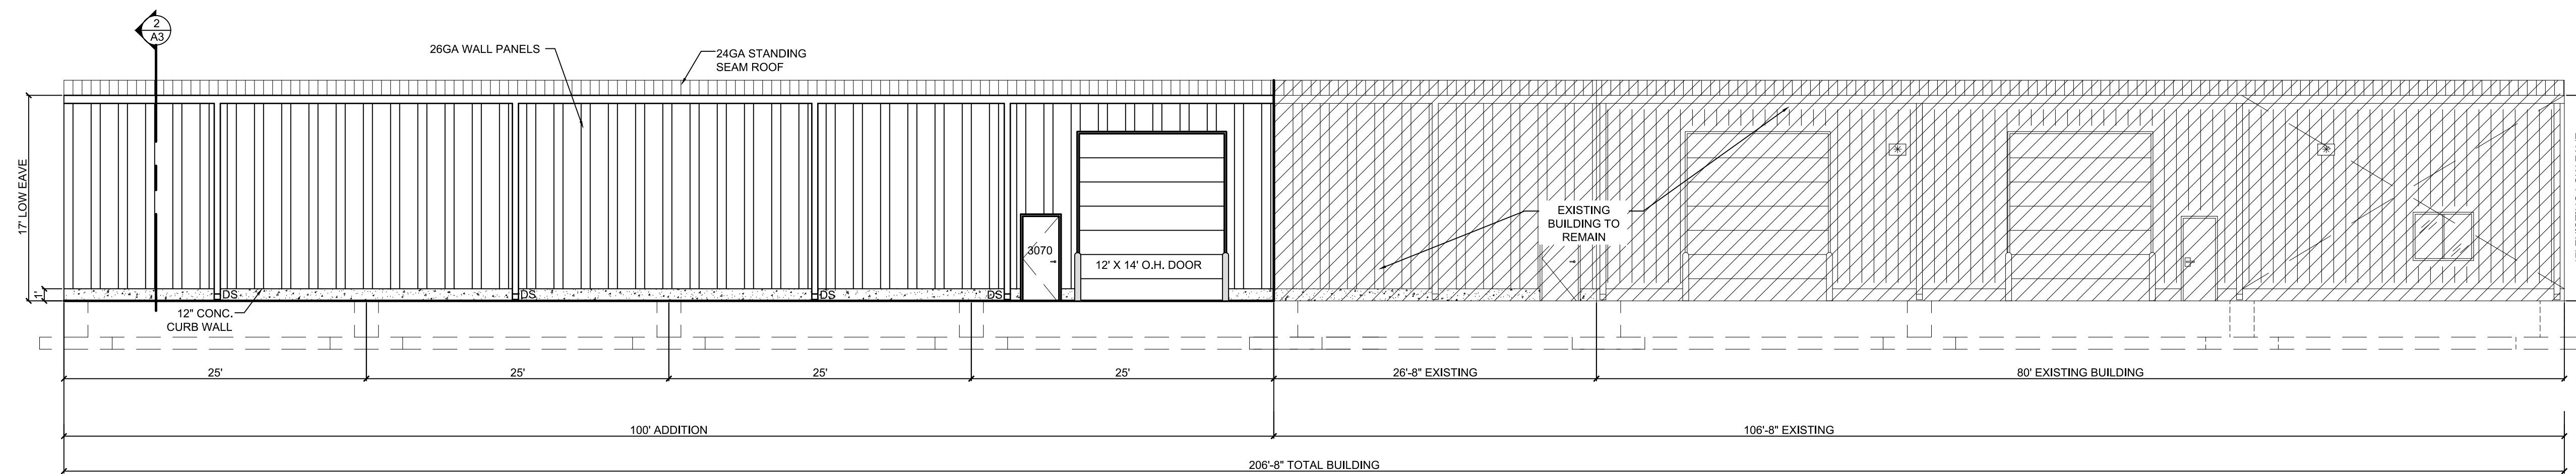 2
A3
26GA WALL PANELS
24GA STANDING
SEAM ROOF
17' LOW EAVE
1'
3070
12' X 14' O.H. DOOR
EXISTING
BUILDING TO
REMAIN
DS
DS
DS
DS
12" CONC.
CURB WALL
25'
25'
25'
25'
26'-8" EXISTING
80' EXISTING BUILDING
100' ADDITION
106'-8" EXISTING
206'-8" TOTAL BUILDING